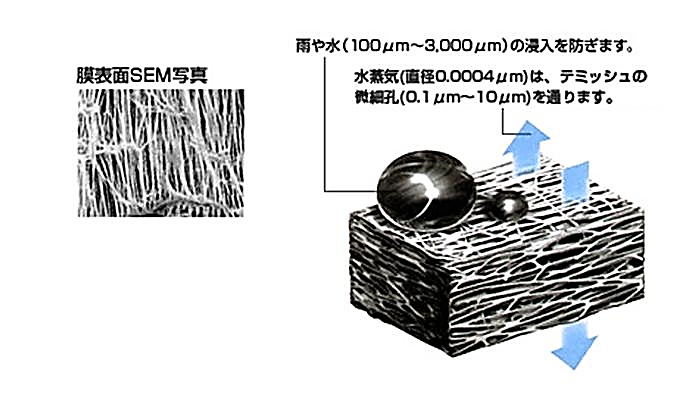 雨や水(100μm〜3,000μm)の浸入を防ぎます。
膜表面SEM写真
水蒸気(直径0.0004μm)は、テミッシュの
微細孔(0.1μm〜10μm)を通ります。